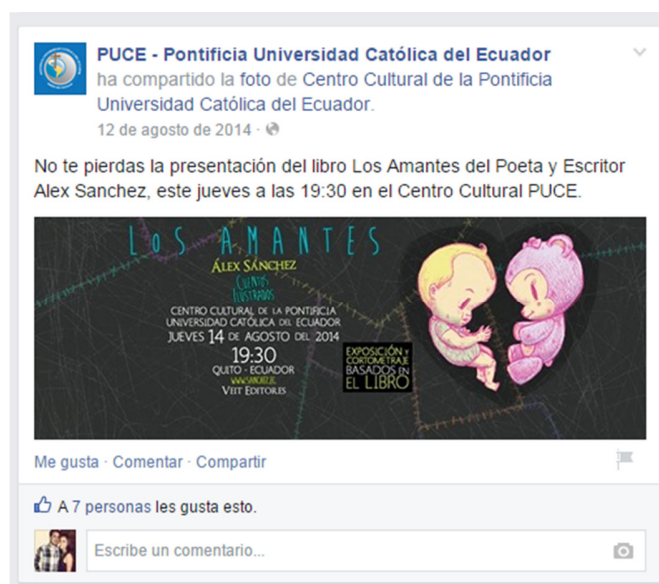 PUCE - Pontificia Universidad Católica del Ecuador
ha compartido la foto de Centro Cultural de la Pontificia
Universidad Católica del Ecuador.
12 de agosto de 2014 ·
No te pierdas la presentación del libro Los Amantes del Poeta y Escritor
Alex Sanchez, este jueves a las 19:30 en el Centro Cultural PUCE.
LOS AMANTES
ÁLEX SÁNCHEZ
CUENTOS
ILUSTRADOS
CENTRO CULTURAL DE LA PONTIFICIA
UNIVERSIDAD CATÓLICA DEL ECUADOR
JUEVES 14 DE AGOSTO DEL 2014
19:30
QUITO - ECUADOR
VEIT EDITORES
EXPOSICIÓN Y
CORTOMETRAJE
BASADOS EN
EL LIBRO
Me gusta · Comentar · Compartir
A 7 personas les gusta esto.
Escribe un comentario...